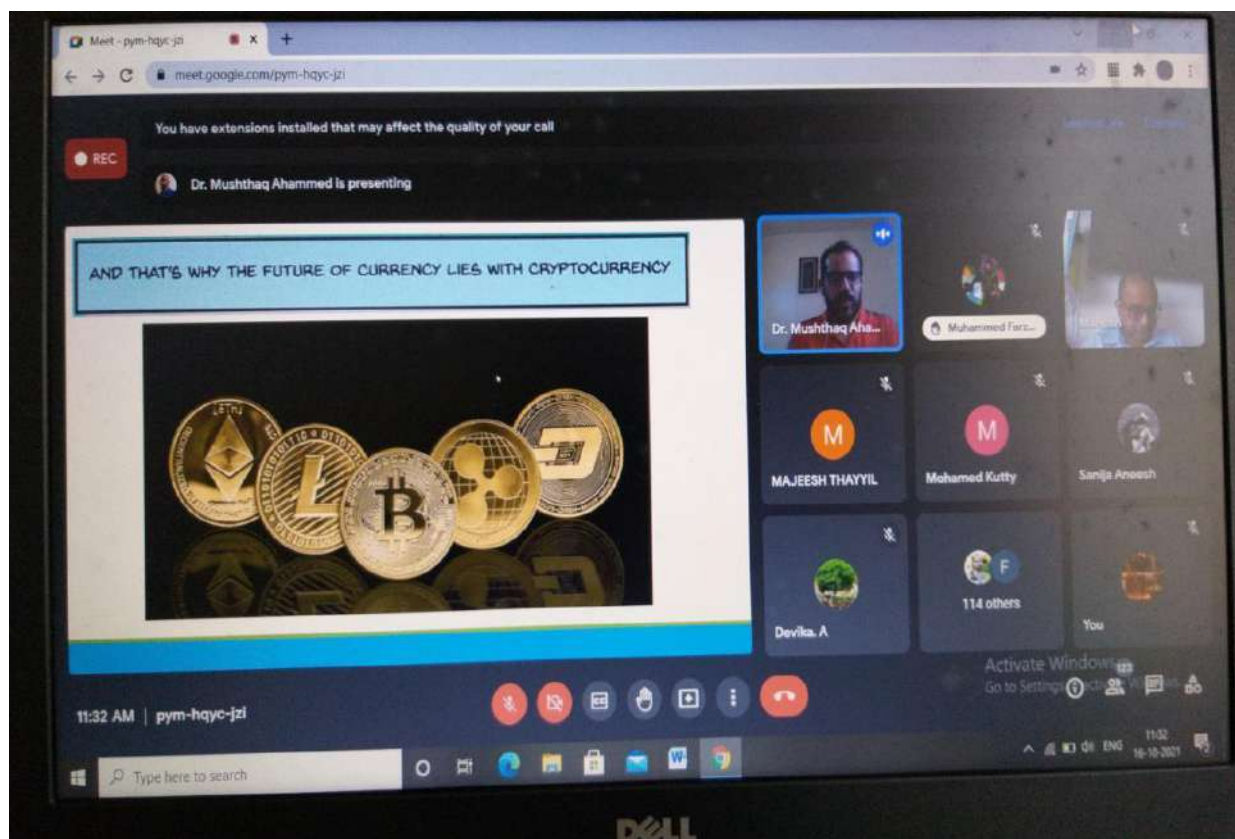 Meet - pym-hqyc-jzi
meet.google.com/pym-hqyc-jzi
You have extensions installed that may affect the quality of your call
REC
Dr. Mushthaq Ahammed is presenting
AND THAT'S WHY THE FUTURE OF CURRENCY LIES WITH CRYPTOCURRENCY
Dr. Mushthaq Aha...
Muhammed Farz...
M
MAJEESH THAYYIL
M
Mohamed Kutty
Sanija Aneesh
Devika. A
F
114 others
You
Activate Windows
Go to Settings
123
11:32 AM | pym-hqyc-jzi
Type here to search
ENG
11:32
16-10-2021
DELL